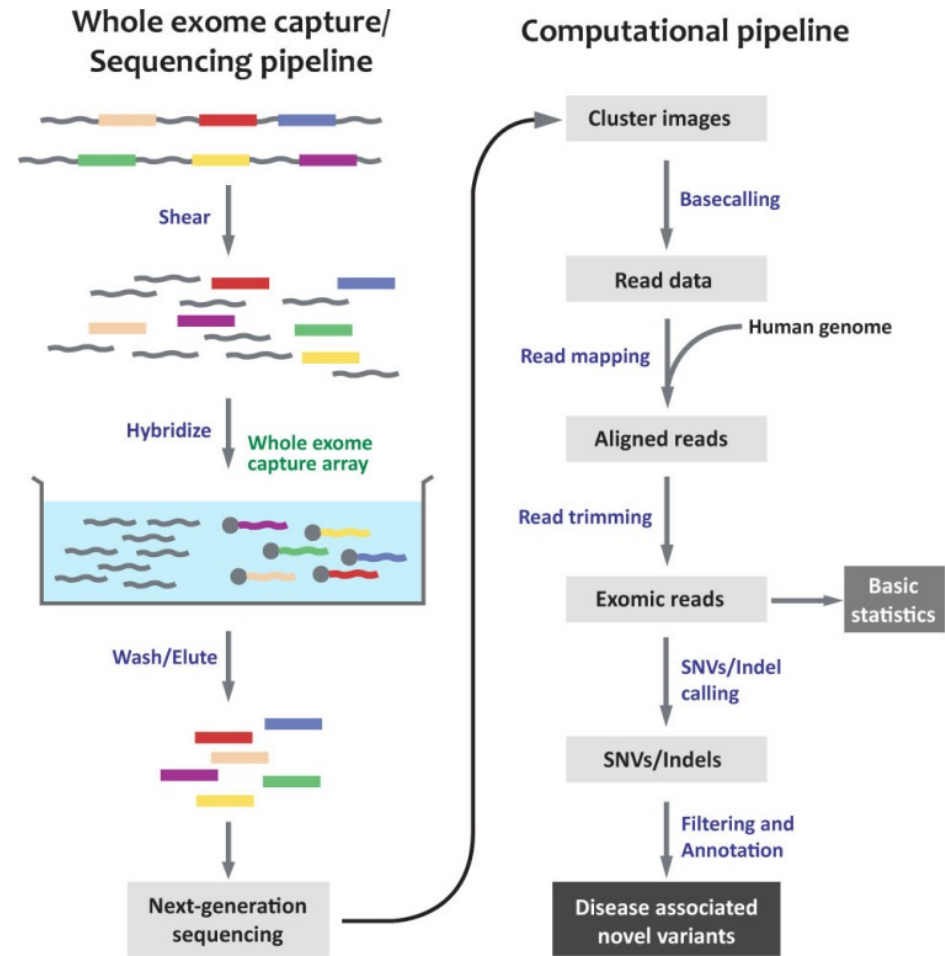 Whole exome capture/
Sequencing pipeline
Shear
Hybridize
Whole exome
capture array
Wash/Elute
Next-generation
sequencing
Computational pipeline
Cluster images
Basecalling
Read data
Human genome
Read mapping
Aligned reads
Read trimming
Exomic reads
Basic
statistics
SNVs/Indel
calling
SNVs/Indels
Filtering and
Annotation
Disease associated
novel variants